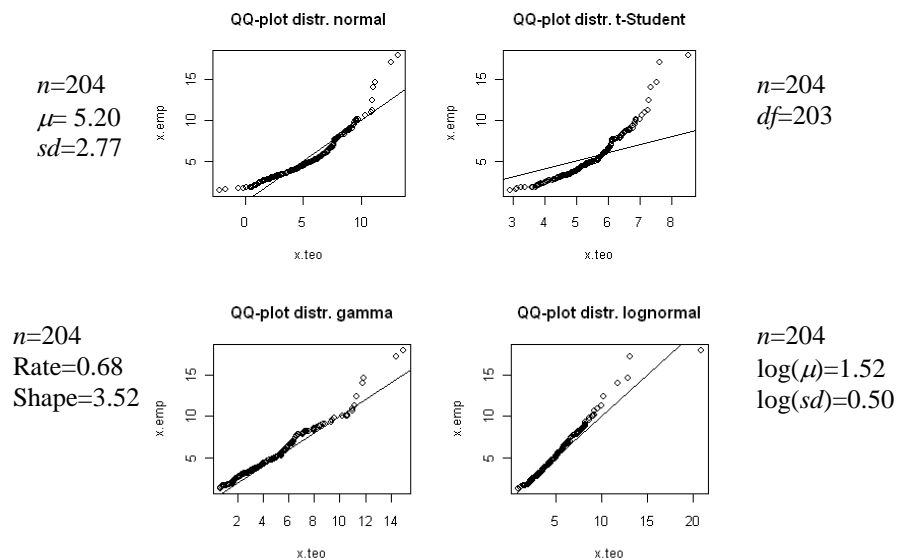 QQ-plot distr. normal
n=204
μ= 5.20
sd=2.77
x.emp
15
10
5
0 5 10
x.teo
QQ-plot distr. t-Student
x.emp
15
10
5
3 4 5 6 7 8
x.teo
n=204
df=203
QQ-plot distr. gamma
n=204
Rate=0.68
Shape=3.52
x.emp
15
10
5
2 4 6 8 10 12 14
x.teo
QQ-plot distr. lognormal
x.emp
15
10
5
5 10 15 20
x.teo
n=204
log(μ)=1.52
log(sd)=0.50